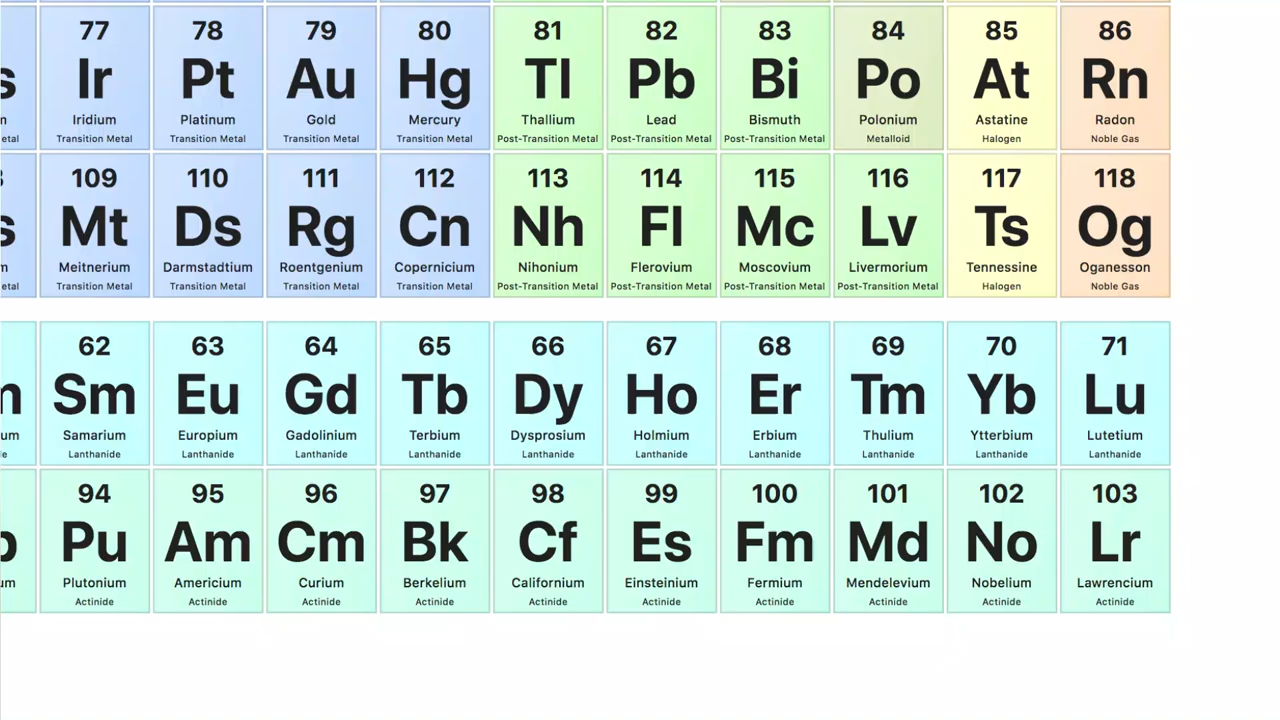 77 78 79 80 81 82 83 84 85 86
s Ir Pt Au Hg Tl Pb Bi Po At Rn
n Iridium Platinum Gold Mercury Thallium Lead Bismuth Polonium Astatine Radon
etal Transition Metal Transition Metal Transition Metal Transition Metal Post-Transition Metal Post-Transition Metal Post-Transition Metal Metalloid Halogen Noble Gas
109 110 111 112 113 114 115 116 117 118
s Mt Ds Rg Cn Nh Fl Mc Lv Ts Og
m Meitnerium Darmstadtium Roentgenium Copernicium Nihonium Flerovium Moscovium Livermorium Tennessine Oganesson
etal Transition Metal Transition Metal Transition Metal Transition Metal Post-Transition Metal Post-Transition Metal Post-Transition Metal Post-Transition Metal Halogen Noble Gas
62 63 64 65 66 67 68 69 70 71
Sm Eu Gd Tb Dy Ho Er Tm Yb Lu
um Samarium Europium Gadolinium Terbium Dysprosium Holmium Erbium Thulium Ytterbium Lutetium
le Lanthanide Lanthanide Lanthanide Lanthanide Lanthanide Lanthanide Lanthanide Lanthanide Lanthanide Lanthanide
94 95 96 97 98 99 100 101 102 103
Pu Am Cm Bk Cf Es Fm Md No Lr
um Plutonium Americium Curium Berkelium Californium Einsteinium Fermium Mendelevium Nobelium Lawrencium
Actinide Actinide Actinide Actinide Actinide Actinide Actinide Actinide Actinide Actinide